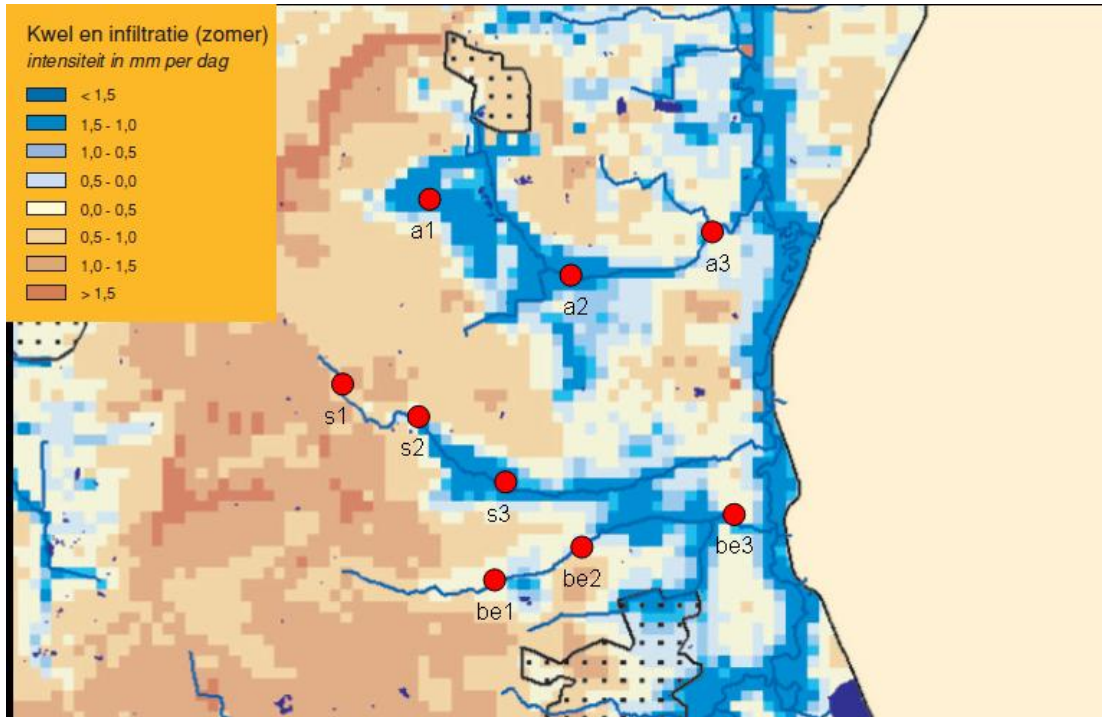 Kwel en infiltratie (zomer)
intensiteit in mm per dag
< 1,5
1,5 - 1,0
1,0 - 0,5
0,5 - 0,0
0,0 - 0,5
0,5 - 1,0
1,0 - 1,5
> 1,5
a1
a2
a3
s1
s2
s3
be1
be2
be3